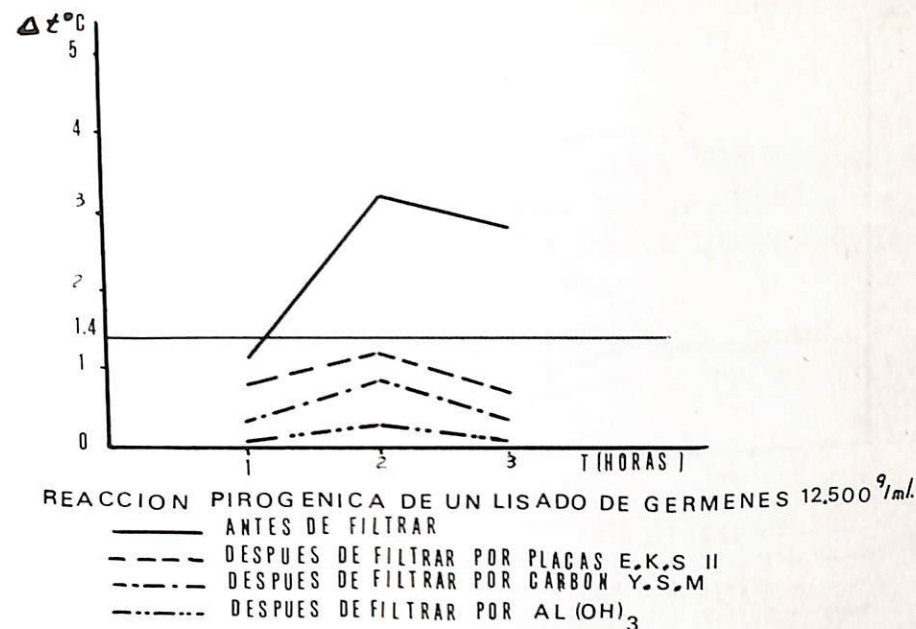 Δt°C
5
4
3
2
1.4
1
0
1 2 3 T(HORAS)
REACCION PIROGENICA DE UN LISADO DE GERMENES 12.500 g/ml.
ANTES DE FILTRAR
DESPUES DE FILTRAR POR PLACAS E.K.S II
DESPUES DE FILTRAR POR CARBON Y.S.M
DESPUES DE FILTRAR POR AL(OH)3